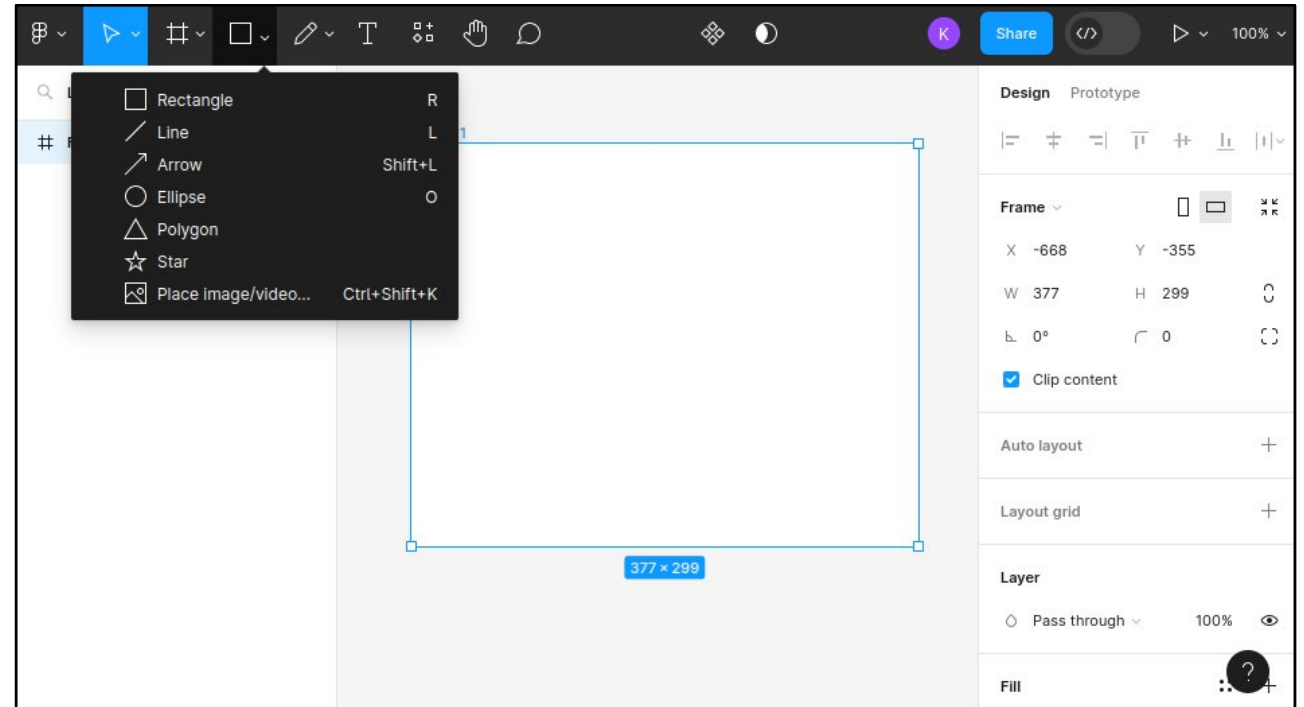 K Share 100%
L
F
Rectangle R
Line L
Arrow Shift+L
Ellipse O
Polygon
Star
Place image/video... Ctrl+Shift+K
1
377 × 299
Design Prototype
Frame
X -668 Y -355
W 377 H 299
0° 0
Clip content
Auto layout
Layout grid
Layer
Pass through 100%
Fill
?